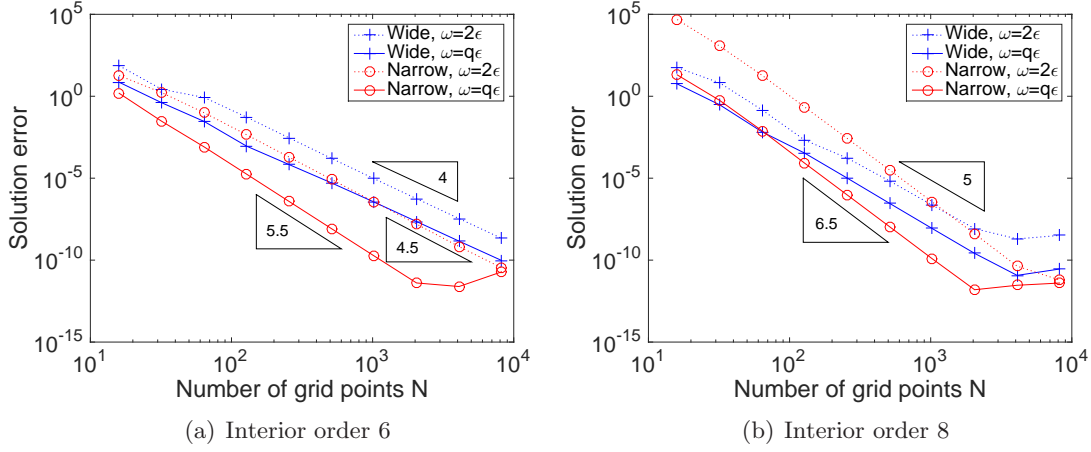 Solution error
10^5
10^0
10^-5
10^-10
10^-15
Wide, ω=2ϵ
Wide, ω=qϵ
Narrow, ω=2ϵ
Narrow, ω=qϵ
4
5.5
4.5
10^1
10^2
10^3
10^4
Number of grid points N
(a) Interior order 6
Solution error
10^5
10^0
10^-5
10^-10
10^-15
Wide, ω=2ϵ
Wide, ω=qϵ
Narrow, ω=2ϵ
Narrow, ω=qϵ
5
6.5
10^1
10^2
10^3
10^4
Number of grid points N
(b) Interior order 8